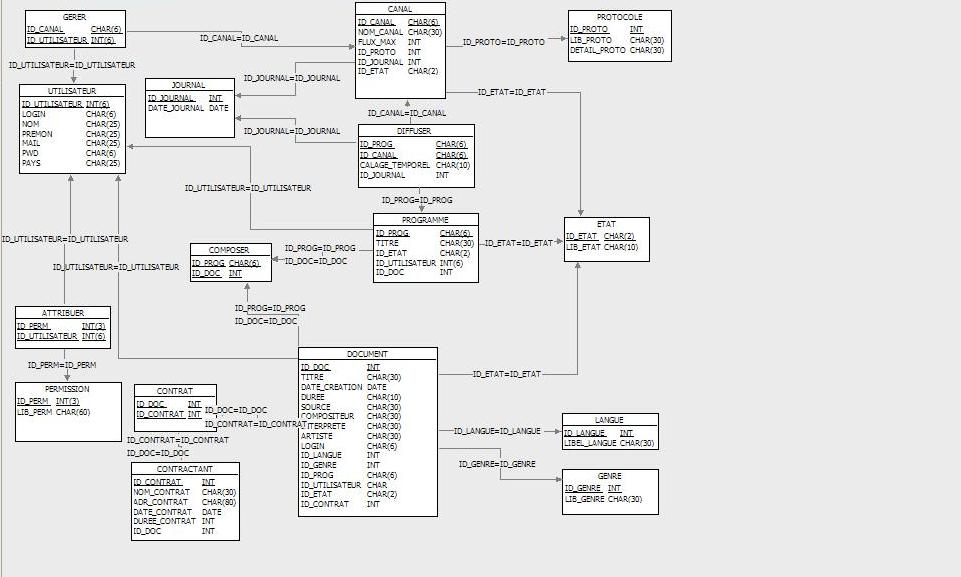 GERER
ID_CANAL CHAR(6)
ID_UTILISATEUR INT(6)
ID_CANAL=ID_CANAL
CANAL
ID_CANAL CHAR(6)
NOM_CANAL CHAR(30)
FLUX_MAX INT
ID_PROTO INT
ID_JOURNAL INT
ID_ETAT CHAR(2)
ID_PROTO=ID_PROTO
PROTOCOLE
ID_PROTO INT
LIB_PROTO CHAR(30)
DETAIL_PROTO CHAR(30)
ID_UTILISATEUR=ID_UTILISATEUR
UTILISATEUR
ID_UTILISATEUR INT(6)
LOGIN CHAR(6)
NOM CHAR(25)
PREMON CHAR(25)
MAIL CHAR(25)
PWD CHAR(6)
PAYS CHAR(25)
JOURNAL
ID_JOURNAL INT
DATE_JOURNAL DATE
ID_JOURNAL=ID_JOURNAL
ID_JOURNAL=ID_JOURNAL
ID_ETAT=ID_ETAT
ID_CANAL=ID_CANAL
DIFFUSER
ID_PROG CHAR(6)
ID_CANAL CHAR(6)
CALAGE_TEMPOREL CHAR(10)
ID_JOURNAL INT
ID_UTILISATEUR=ID_UTILISATEUR
ID_PROG=ID_PROG
PROGRAMME
ID_PROG CHAR(6)
TITRE CHAR(30)
ID_ETAT CHAR(2)
ID_UTILISATEUR INT(6)
ID_DOC INT
ID_ETAT=ID_ETAT
ETAT
ID_ETAT CHAR(2)
LIB_ETAT CHAR(10)
ID_UTILISATEUR=ID_UTILISATEUR
ID_UTILISATEUR=ID_UTILISATEUR
COMPOSER
ID_PROG CHAR(6)
ID_DOC INT
ID_PROG=ID_PROG
ID_DOC=ID_DOC
ID_PROG=ID_PROG
ID_DOC=ID_DOC
ATTRIBUER
ID_PERM INT(3)
ID_UTILISATEUR INT(6)
ID_PERM=ID_PERM
PERMISSION
ID_PERM INT(3)
LIB_PERM CHAR(60)
CONTRAT
ID_DOC INT
ID_CONTRAT INT
ID_DOC=ID_DOC
ID_CONTRAT=ID_CONTRAT
ID_CONTRAT=ID_CONTRAT
ID_DOC=ID_DOC
CONTRACTANT
ID_CONTRAT INT
NOM_CONTRAT CHAR(30)
ADR_CONTRAT CHAR(80)
DATE_CONTRAT DATE
DUREE_CONTRAT INT
ID_DOC INT
DOCUMENT
ID_DOC INT
TITRE CHAR(30)
DATE_CREATION DATE
DUREE CHAR(10)
SOURCE CHAR(30)
COMPOSITEUR CHAR(30)
ITERPRETE CHAR(30)
ARTISTE CHAR(30)
LOGIN CHAR(6)
ID_LANGUE INT
ID_GENRE INT
ID_PROG CHAR(6)
ID_UTILISATEUR CHAR
ID_ETAT CHAR(2)
ID_CONTRAT INT
ID_ETAT=ID_ETAT
ID_LANGUE=ID_LANGUE
ID_GENRE=ID_GENRE
LANGUE
ID_LANGUE INT
LIBEL_LANGUE CHAR(30)
GENRE
ID_GENRE INT
LIB_GENRE CHAR(30)